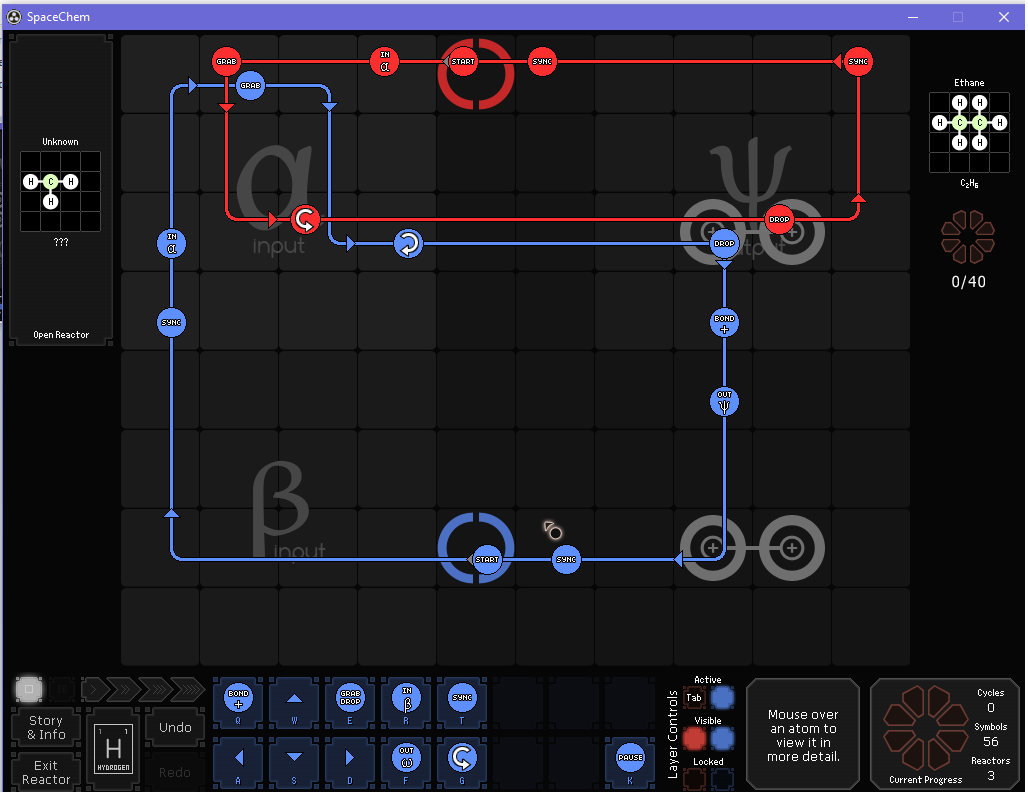 SpaceChem
GRAB
IN
α
START
SYNC
SYNC
GRAB
Ethane
H H
H C C H
H H
C₂H₆
0/40
Unknown
H C H
H
???
Open Reactor
α
input
ψ
output
DROP
DROP
IN
α
SYNC
BOND
+
OUT
ψ
β
input
START
SYNC
Story
& Info
Exit
Reactor
1 1
H
HYDROGEN
Undo
Redo
BOND
+
Q
W
GRAB
DROP
E
IN
β
R
SYNC
T
A
S
D
OUT
ω
F
G
PAUSE
K
Layer Controls
Active
Tab
Visible
Locked
Mouse over
an atom to
view it in
more detail.
Current Progress
Cycles
0
Symbols
56
Reactors
3